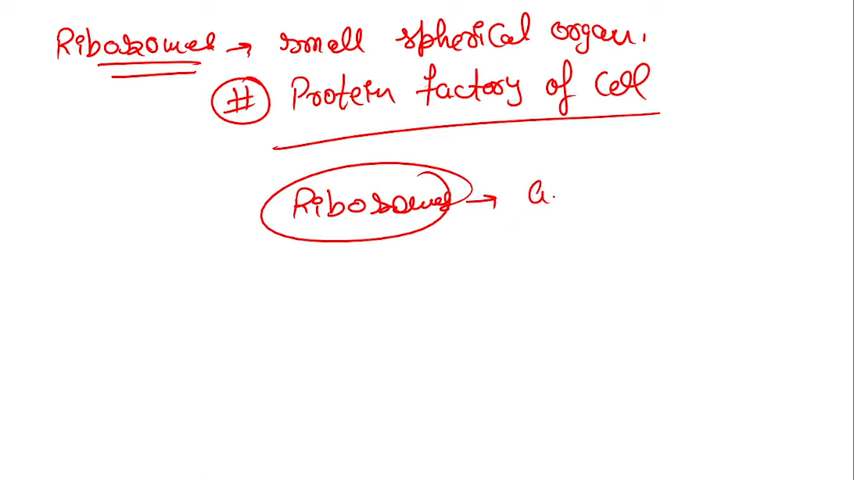 Ribosomes → small spherical organ.
# Protein factory of Cell
Ribosomes → G.